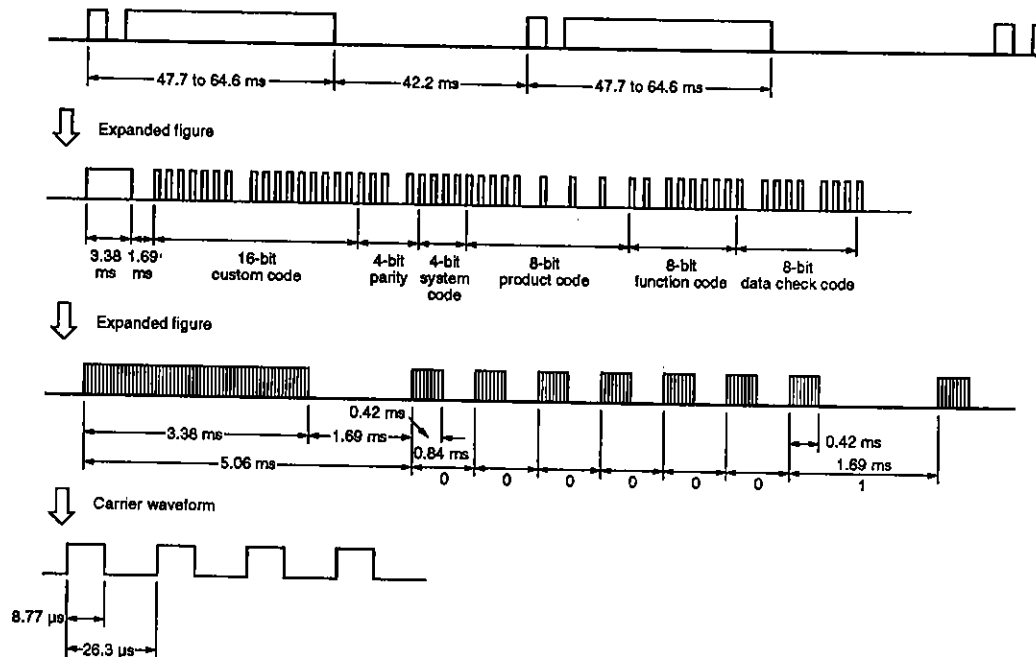 47.7 to 64.6 ms
42.2 ms
47.7 to 64.6 ms
Expanded figure
3.38
ms
1.69
ms
16-bit
custom code
4-bit
parity
4-bit
system
code
8-bit
product code
8-bit
function code
8-bit
data check code
Expanded figure
3.38 ms
1.69 ms
0.42 ms
0.84 ms
0.42 ms
5.06 ms
1.69 ms
0 0 0 0 0 0 1
Carrier waveform
8.77 µs
26.3 µs